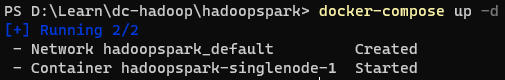 PS D:\Learn\dc-hadoop\hadoopspark> docker-compose up -d
[+] Running 2/2
 - Network hadoopspark_default           Created
 - Container hadoopspark-singlenode-1  Started